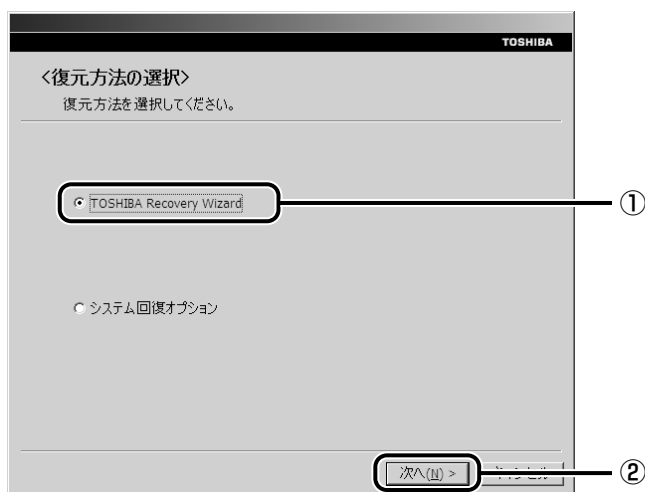 TOSHIBA
<復元方法の選択>
復元方法を選択してください。
TOSHIBA Recovery Wizard
①
システム回復オプション
次へ(N) >
②